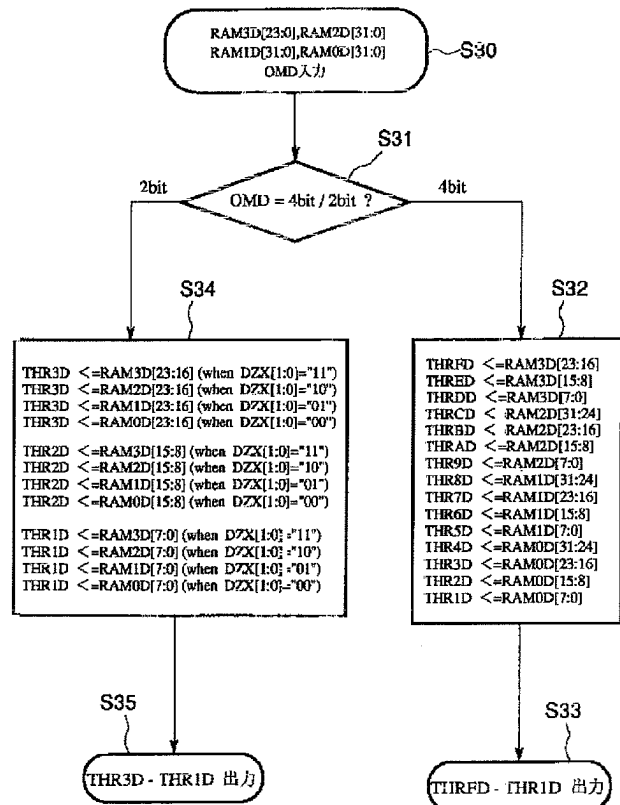 RAM3D[23:0],RAM2D[31:0]
RAM1D[31:0],RAM0D[31:0]
OMD入力
S30
S31
2bit
OMD = 4bit / 2bit ?
4bit
S34
THR3D <=RAM3D[23:16] (when DZX[1:0]="11")
THR3D <=RAM2D[23:16] (when DZX[1:0]="10")
THR3D <=RAM1D[23:16] (when DZX[1:0]="01")
THR3D <=RAM0D[23:16] (when DZX[1:0]="00")
THR2D <=RAM3D[15:8] (when DZX[1:0]="11")
THR2D <=RAM2D[15:8] (when DZX[1:0]="10")
THR2D <=RAM1D[15:8] (when DZX[1:0]="01")
THR2D <=RAM0D[15:8] (when DZX[1:0]="00")
THR1D <=RAM3D[7:0] (when DZX[1:0]="11")
THR1D <=RAM2D[7:0] (when DZX[1:0]="10")
THR1D <=RAM1D[7:0] (when DZX[1:0]="01")
THR1D <=RAM0D[7:0] (when DZX[1:0]="00")
S32
THRFD <=RAM3D[23:16]
THRED <=RAM3D[15:8]
THRDD <=RAM3D[7:0]
THRCD <RAM2D[31:24]
THRBD <RAM2D[23:16]
THRAD <=RAM2D[15:8]
THR9D <=RAM2D[7:0]
THR8D <=RAM1D[31:24]
THR7D <=RAM1D[23:16]
THR6D <=RAM1D[15:8]
THR5D <=RAM1D[7:0]
THR4D <=RAM0D[31:24]
THR3D <=RAM0D[23:16]
THR2D <=RAM0D[15:8]
THR1D <=RAM0D[7:0]
S35
THR3D - THR1D 出力
S33
THRFD - THR1D 出力